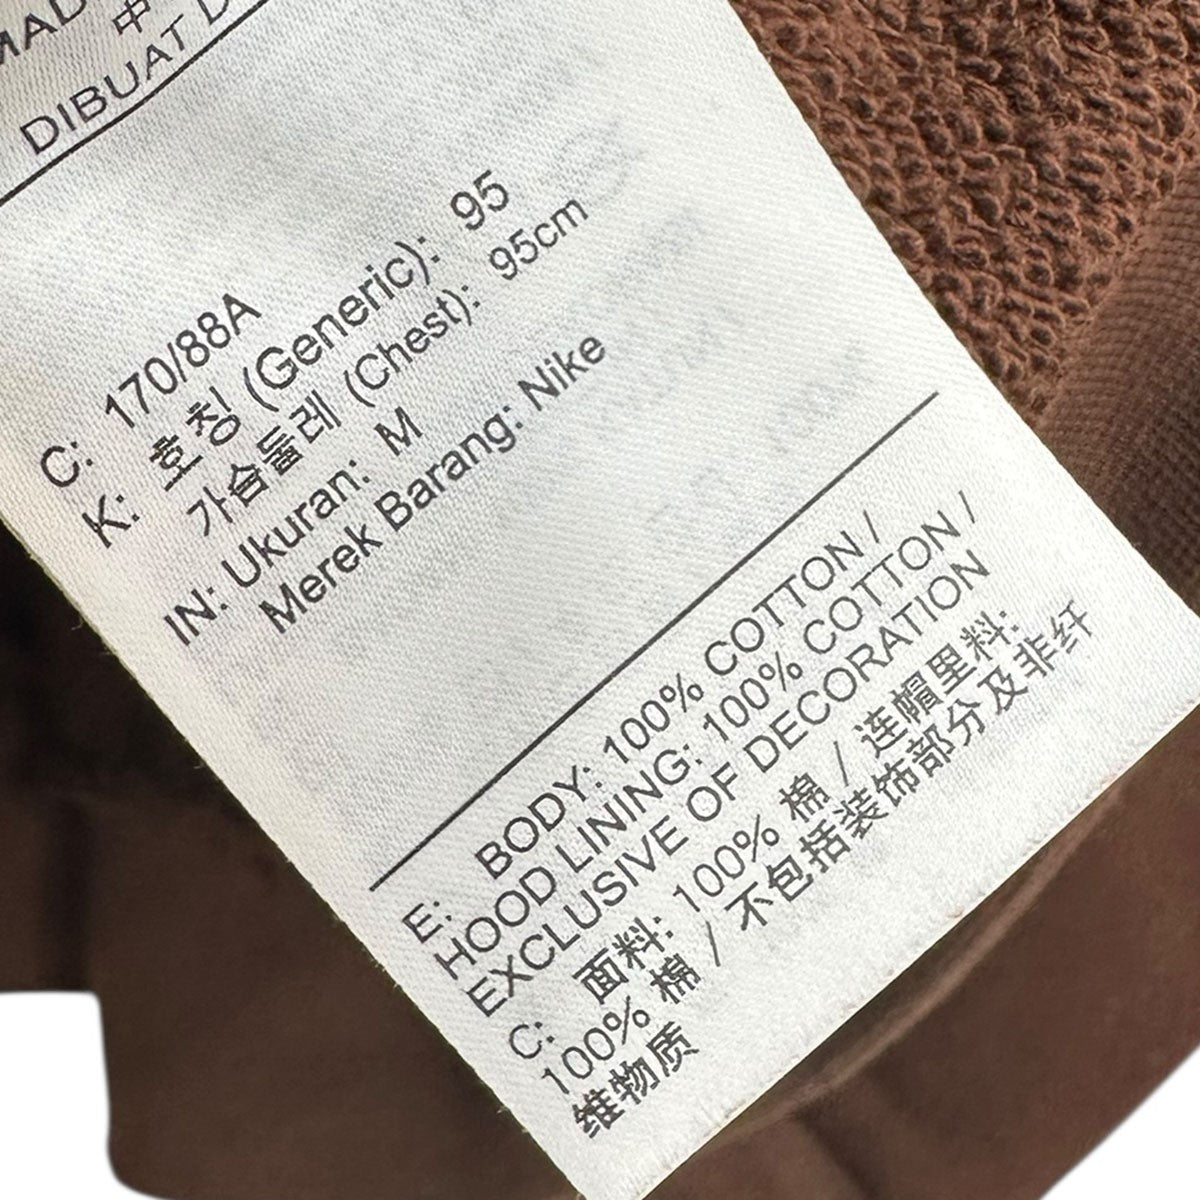 中
DIBUAT D
C: 170/88A
K: 호칭 (Generic): 95
가슴둘레 (Chest): 95cm
IN: Ukuran: M
Merek Barang: Nike
E: BODY: 100% COTTON /
HOOD LINING: 100% COTTON /
EXCLUSIVE OF DECORATION
C: 面料: 100% 棉 / 连帽里料:
100% 棉 / 不包括装饰部分及非纤
维物质